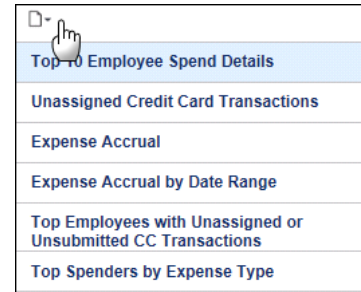 Top 10 Employee Spend Details
Unassigned Credit Card Transactions
Expense Accrual
Expense Accrual by Date Range
Top Employees with Unassigned or
Unsubmitted CC Transactions
Top Spenders by Expense Type